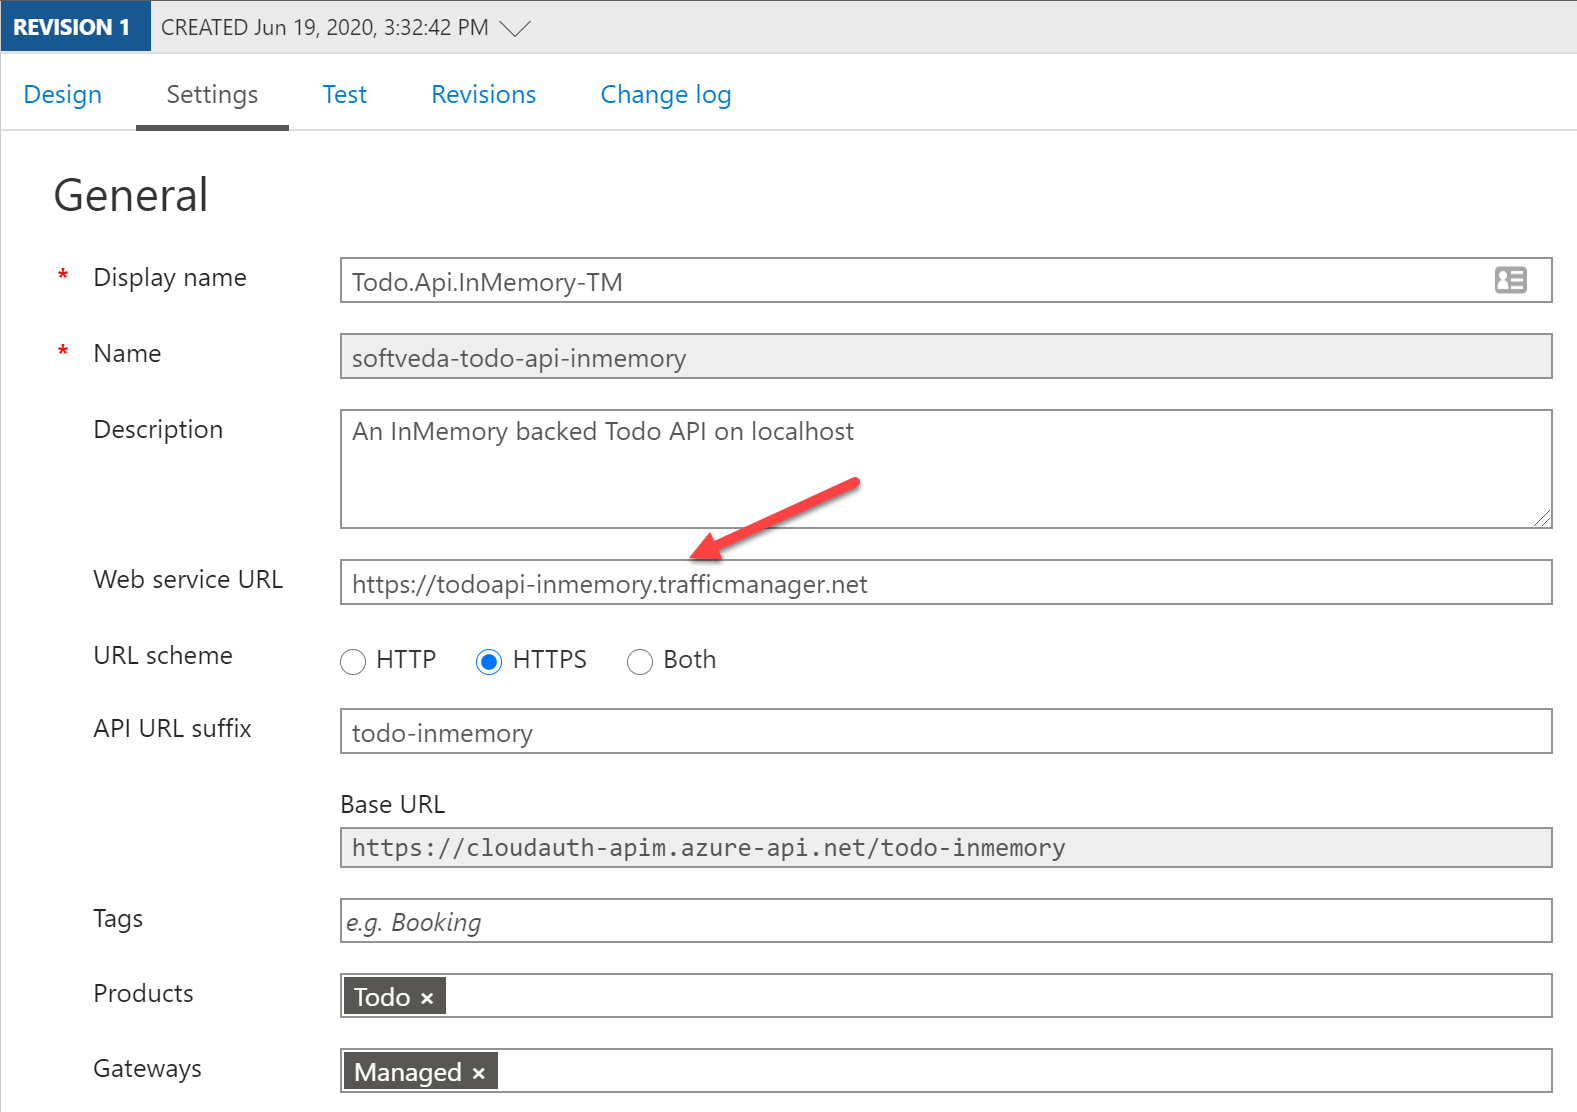 REVISION 1 CREATED Jun 19, 2020, 3:32:42 PM
Design Settings Test Revisions Change log
General
* Display name Todo.Api.InMemory-TM
* Name softveda-todo-api-inmemory
Description An InMemory backed Todo API on localhost
Web service URL https://todoapi-inmemory.trafficmanager.net
URL scheme HTTP HTTPS Both
API URL suffix todo-inmemory
Base URL
https://cloudauth-apim.azure-api.net/todo-inmemory
Tags e.g. Booking
Products Todo ×
Gateways Managed ×